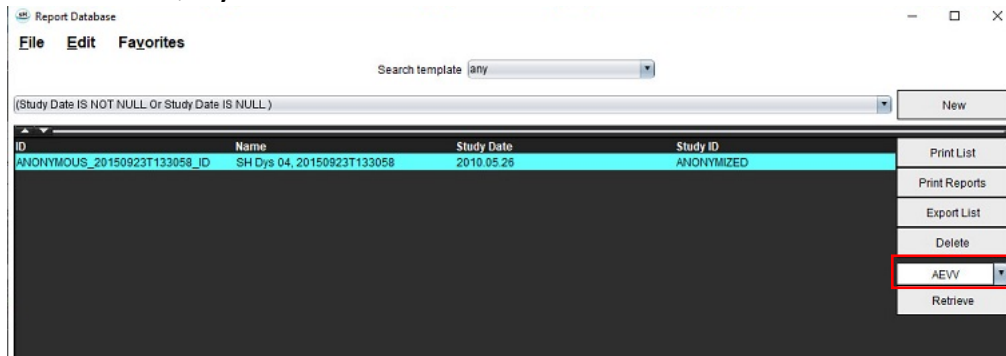 Report Database
File Edit Favorites
Search template any
(Study Date IS NOT NULL Or Study Date IS NULL )
New
ID Name Study Date Study ID
ANONYMOUS_20150923T133058_ID SH Dys 04, 20150923T133058 2010.05.26 ANONYMIZED
Print List
Print Reports
Export List
Delete
AEVV
Retrieve